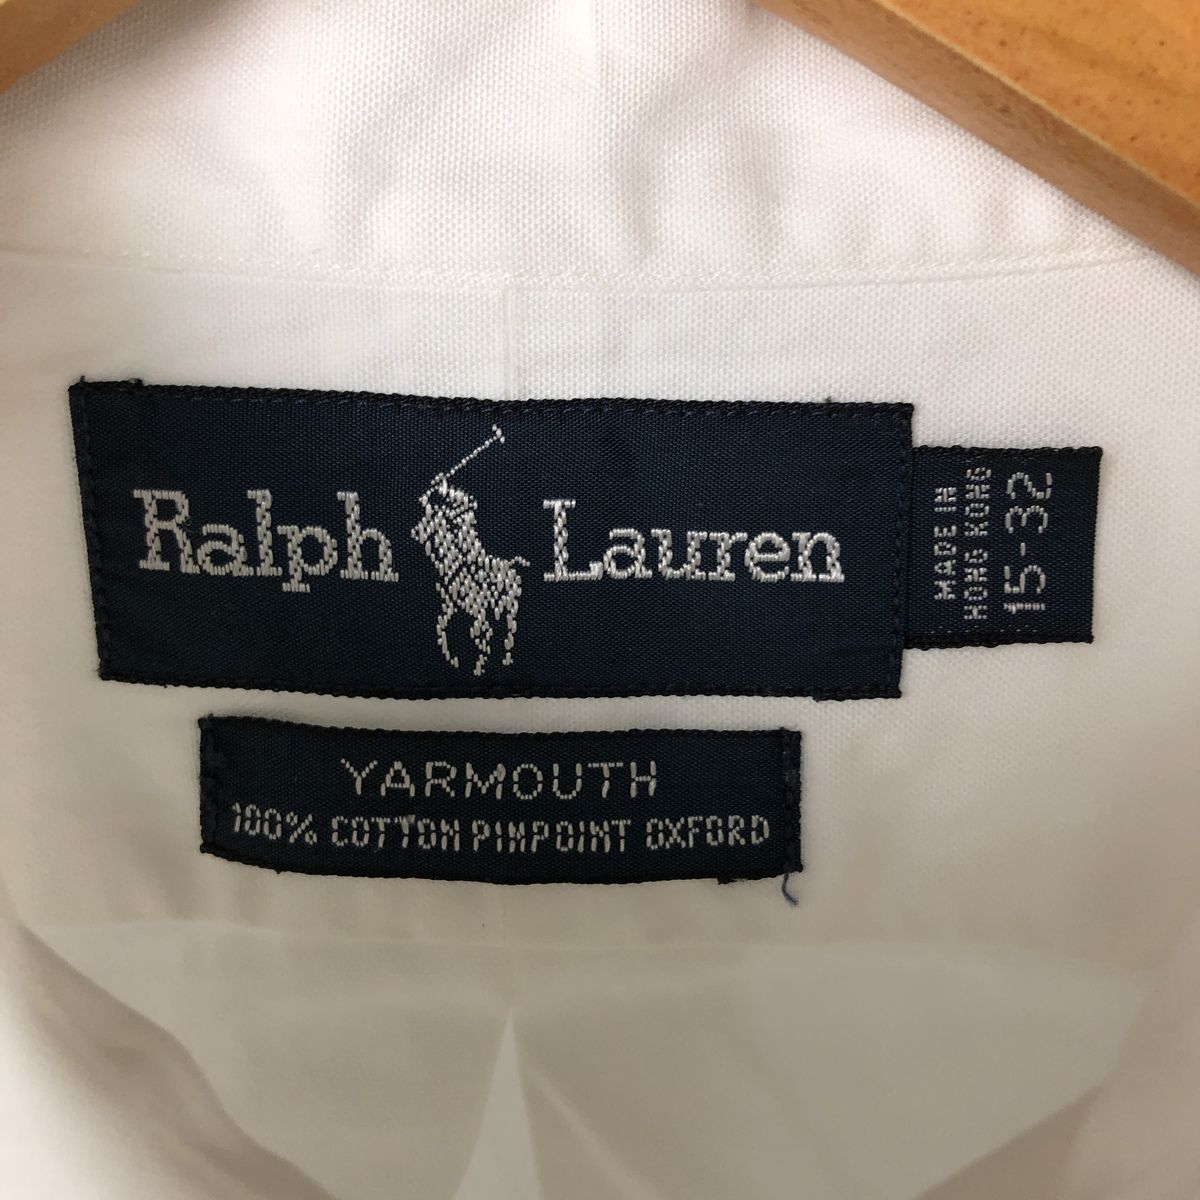 Ralph Lauren
MADE IN
HONG KONG
15-32
YARMOUTH
100% COTTON PINPOINT OXFORD